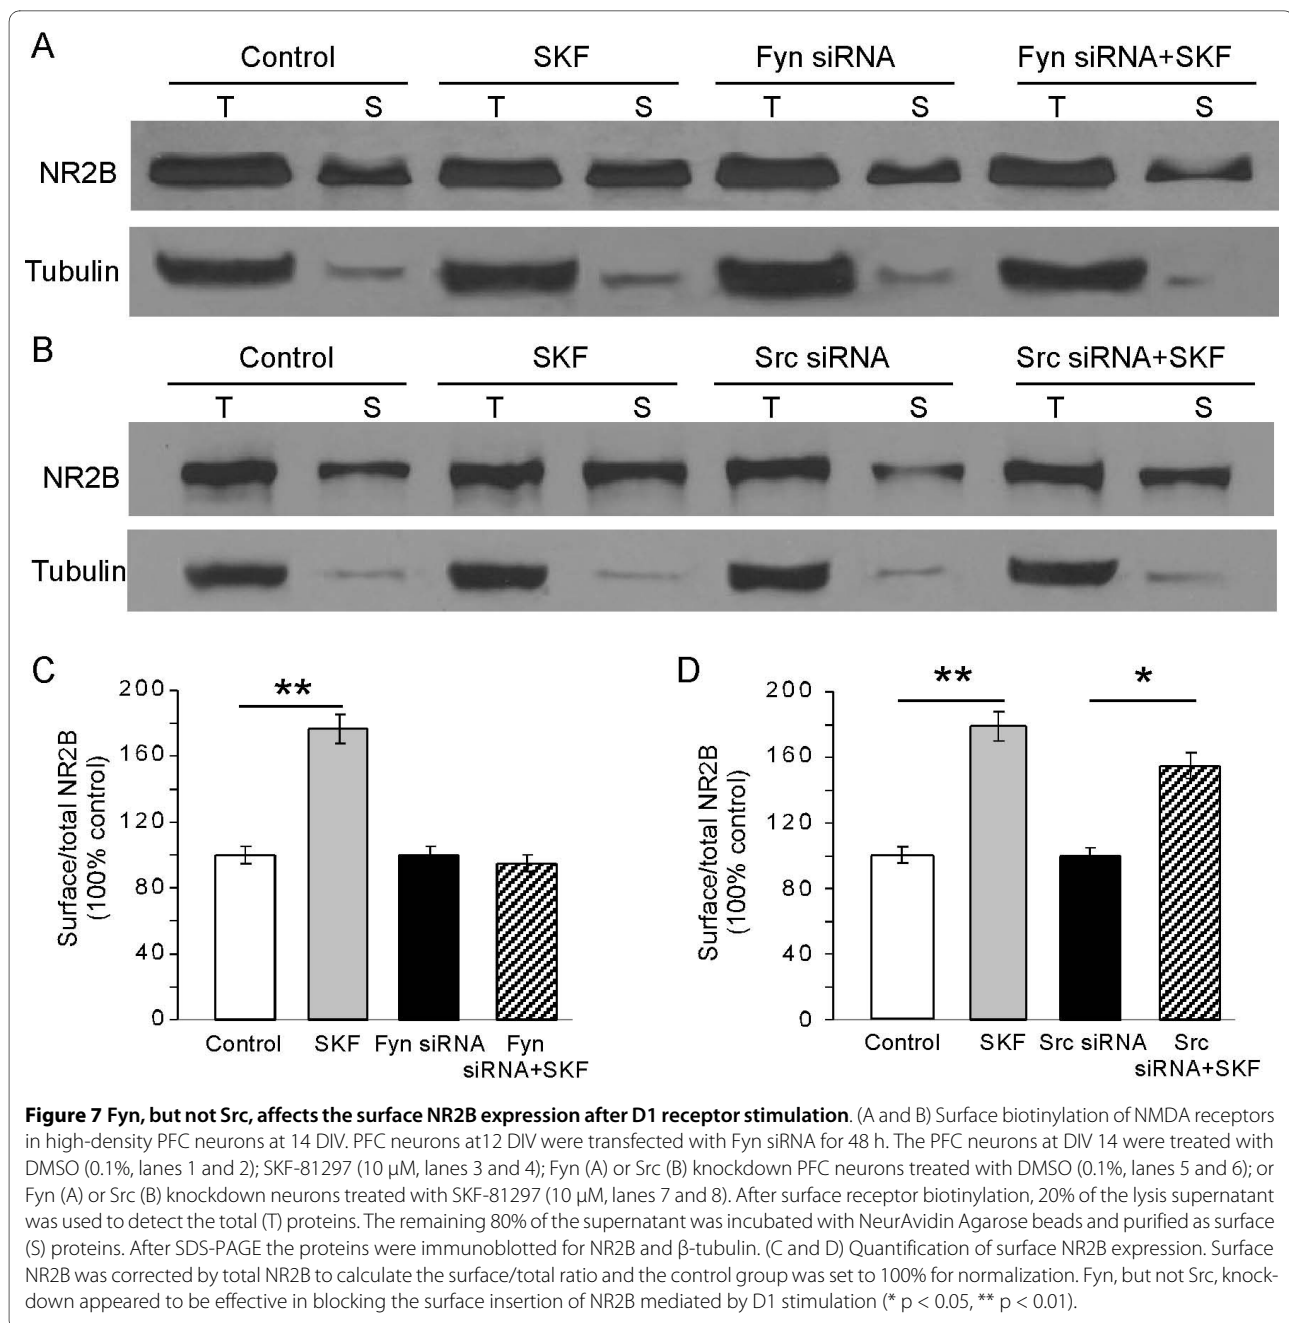 A
Control SKF Fyn siRNA Fyn siRNA+SKF
T S T S T S T S
NR2B
Tubulin
B
Control SKF Src siRNA Src siRNA+SKF
T S T S T S T S
NR2B
Tubulin
C
**
Surface/total NR2B
(100% control)
200
160
120
80
40
0
Control SKF Fyn siRNA Fyn
siRNA+SKF
D
** *
Surface/total NR2B
(100% control)
200
160
120
80
40
0
Control SKF Src siRNA Src
siRNA+SKF
Figure 7 Fyn, but not Src, affects the surface NR2B expression after D1 receptor stimulation. (A and B) Surface biotinylation of NMDA receptors
in high-density PFC neurons at 14 DIV. PFC neurons at12 DIV were transfected with Fyn siRNA for 48 h. The PFC neurons at DIV 14 were treated with
DMSO (0.1%, lanes 1 and 2); SKF-81297 (10 μM, lanes 3 and 4); Fyn (A) or Src (B) knockdown PFC neurons treated with DMSO (0.1%, lanes 5 and 6); or
Fyn (A) or Src (B) knockdown neurons treated with SKF-81297 (10 μM, lanes 7 and 8). After surface receptor biotinylation, 20% of the lysis supernatant
was used to detect the total (T) proteins. The remaining 80% of the supernatant was incubated with NeurAvidin Agarose beads and purified as surface
(S) proteins. After SDS-PAGE the proteins were immunoblotted for NR2B and β-tubulin. (C and D) Quantification of surface NR2B expression. Surface
NR2B was corrected by total NR2B to calculate the surface/total ratio and the control group was set to 100% for normalization. Fyn, but not Src, knock-
down appeared to be effective in blocking the surface insertion of NR2B mediated by D1 stimulation (* p < 0.05, ** p < 0.01).